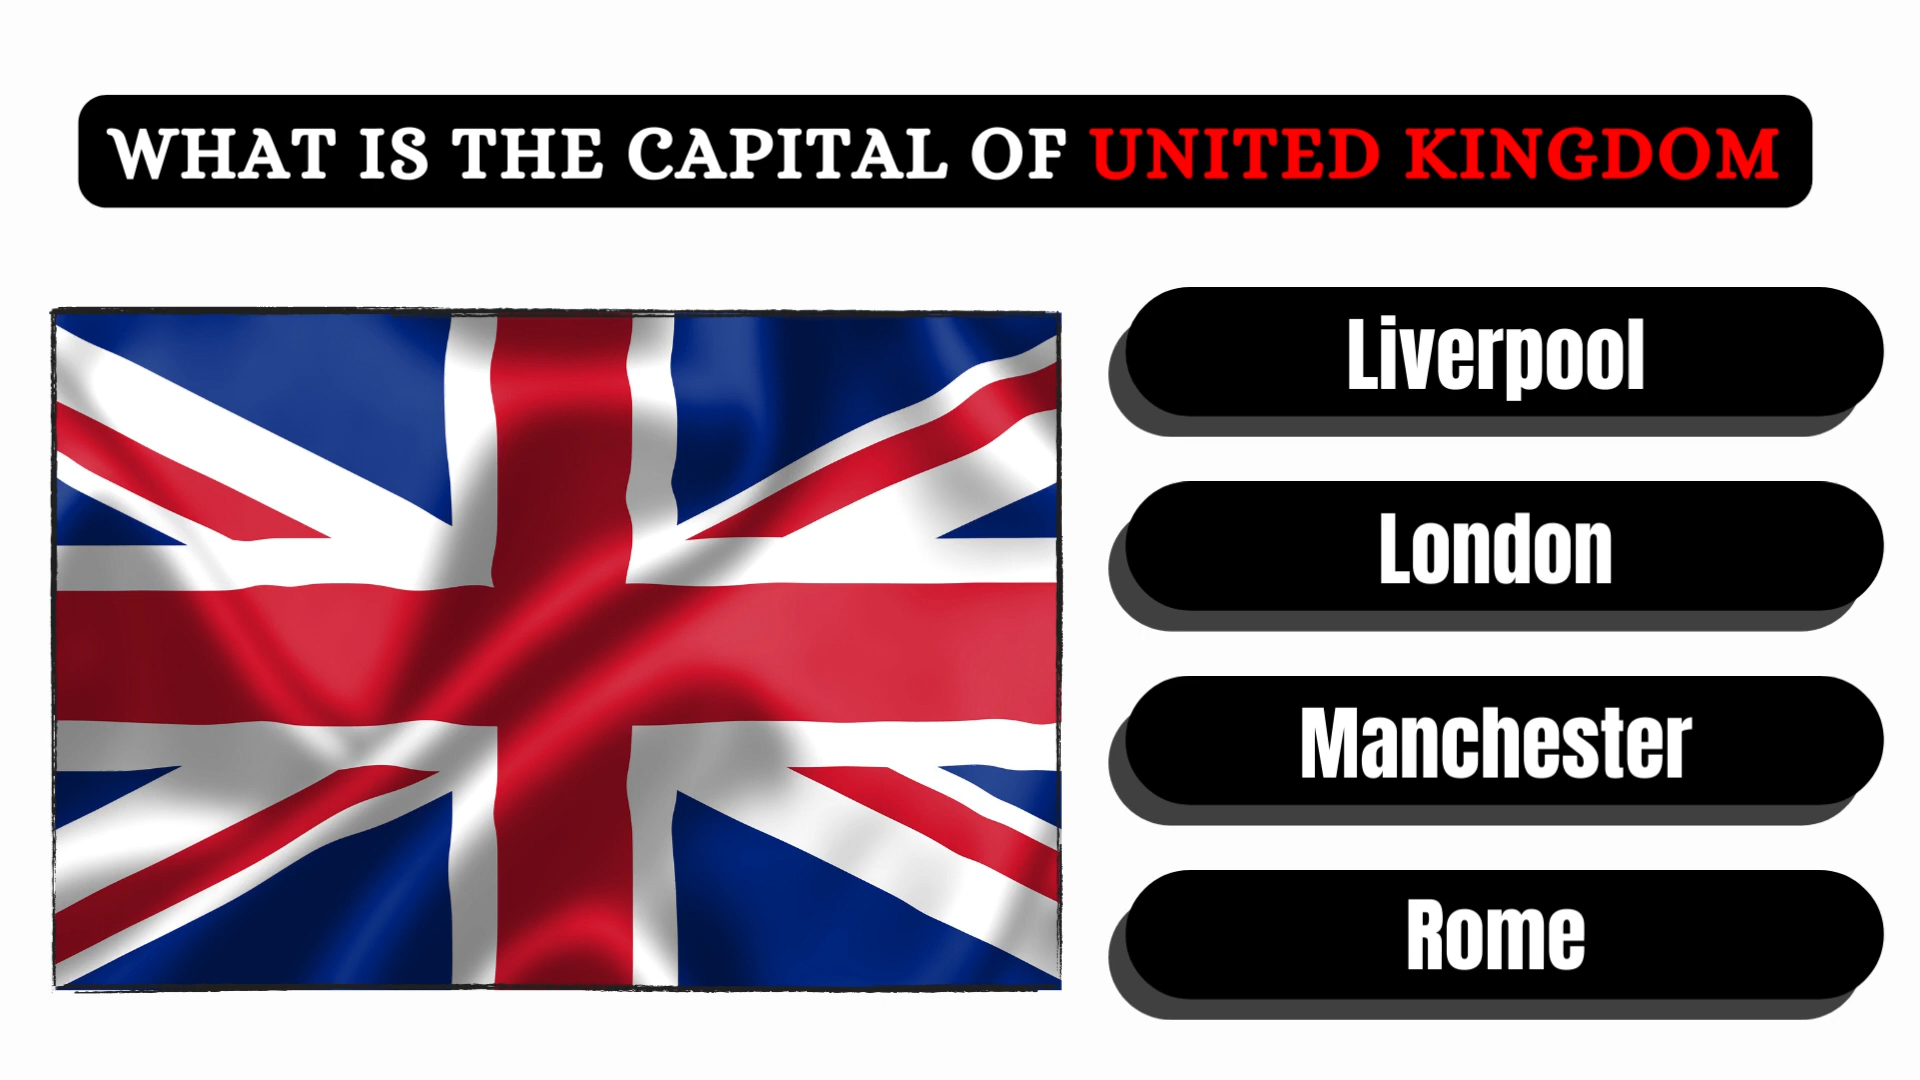 WHAT IS THE CAPITAL OF UNITED KINGDOM
Liverpool
London
Manchester
Rome